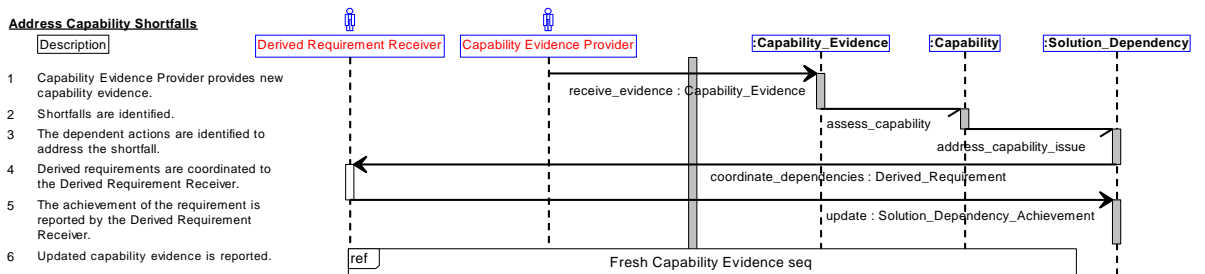 Address Capability Shortfalls
Description
Derived Requirement Receiver
Capability Evidence Provider
:Capability_Evidence
:Capability
:Solution_Dependency
1 Capability Evidence Provider provides new
capability evidence.
receive_evidence : Capability_Evidence
2 Shortfalls are identified.
assess_capability
3 The dependent actions are identified to
address the shortfall.
address_capability_issue
4 Derived requirements are coordinated to
the Derived Requirement Receiver.
coordinate_dependencies : Derived_Requirement
5 The achievement of the requirement is
reported by the Derived Requirement
Receiver.
update : Solution_Dependency_Achievement
6 Updated capability evidence is reported.
ref
Fresh Capability Evidence seq